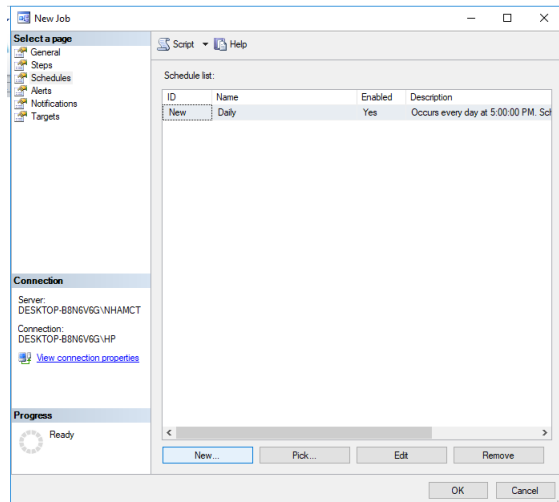 New Job
Select a page
General
Steps
Schedules
Alerts
Notifications
Targets
Script
Help
Schedule list:
ID Name Enabled Description
New Daily Yes Occurs every day at 5:00:00 PM. Sch
Connection
Server:
DESKTOP-B8N6V6G\NHAMCT
Connection:
DESKTOP-B8N6V6G\HP
View connection properties
Progress
Ready
New... Pick... Edit Remove
OK Cancel